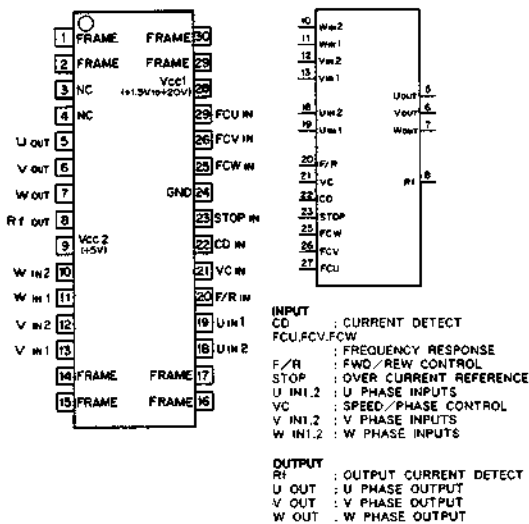 1 FRAME FRAME 30
2 FRAME FRAME 29
3 NC Vcc1 (+1.5V to +20V) 28
4 NC 29 FCU IN
U OUT 5 26 FCV IN
V OUT 6 25 FCW IN
W OUT 7 GND 24
Rf OUT 8 23 STOP IN
9 Vcc2 (+5V) 22 CD IN
W IN2 10 21 VC IN
W IN1 11 20 F/R IN
V IN2 12 19 U IN1
V IN1 13 18 U IN2
14 FRAME FRAME 17
15 FRAME FRAME 16
10 Win2
11 Win1
12 Vin2
13 Vin1
Uout 5
18 Uin2 Vout 6
19 Uin1 Wout 7
20 F/R
21 VC Rf 8
22 CD
23 STOP
25 FCW
26 FCV
27 FCU
INPUT
CD : CURRENT DETECT
FCU,FCV,FCW
: FREQUENCY RESPONSE
F/R : FWD/REW CONTROL
STOP : OVER CURRENT REFERENCE
U IN1,2 : U PHASE INPUTS
VC : SPEED/PHASE CONTROL
V IN1,2 : V PHASE INPUTS
W IN1,2 : W PHASE INPUTS
OUTPUT
Rf : OUTPUT CURRENT DETECT
U OUT : U PHASE OUTPUT
V OUT : V PHASE OUTPUT
W OUT : W PHASE OUTPUT